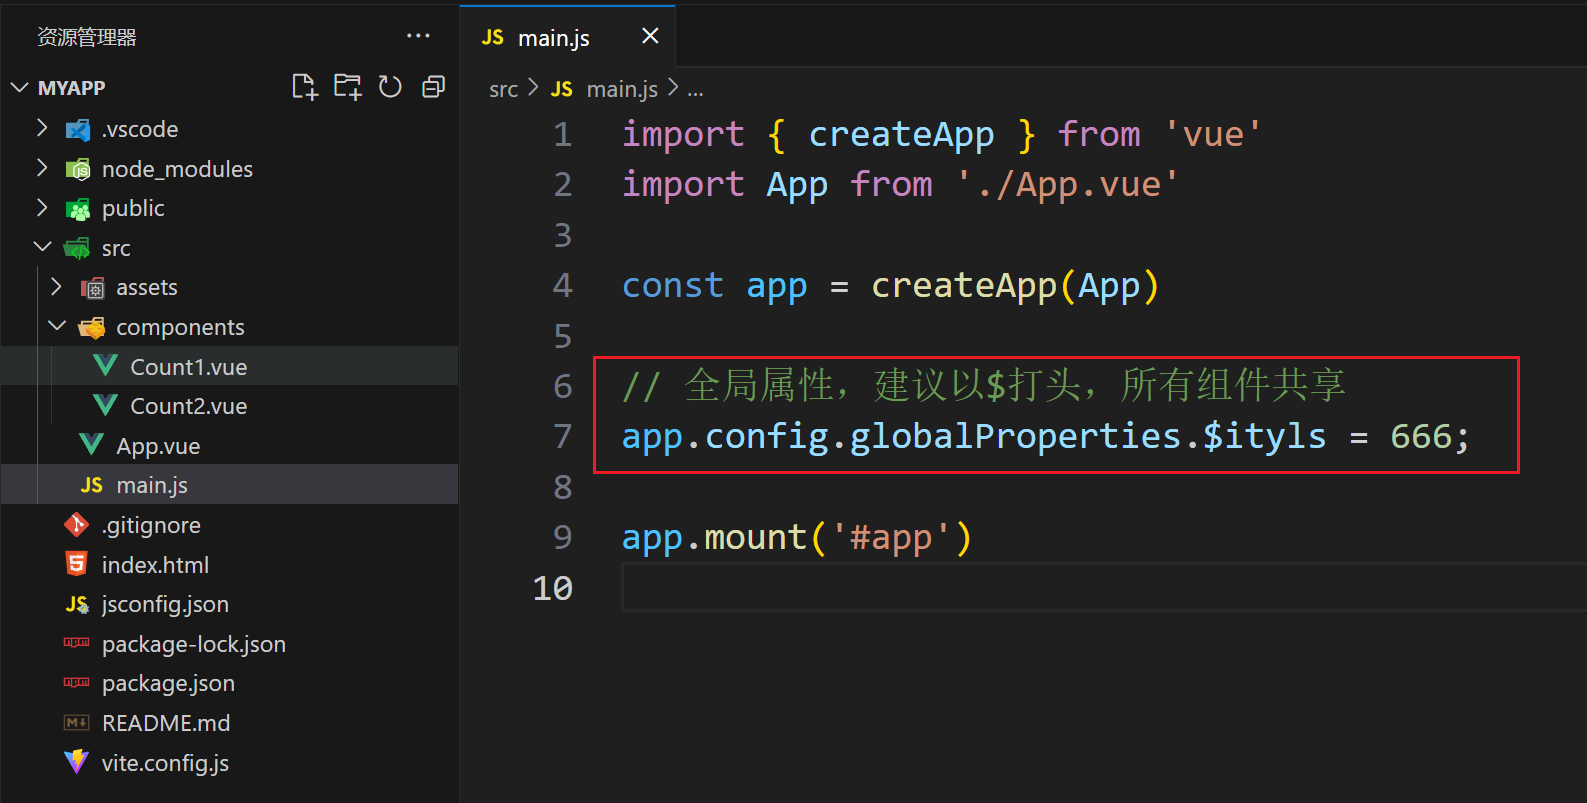 资源管理器
···
MYAPP
.vscode
node_modules
public
src
assets
components
Count1.vue
Count2.vue
App.vue
JS main.js
.gitignore
index.html
JS jsconfig.json
package-lock.json
package.json
README.md
vite.config.js
JS main.js
src > JS main.js > ...
1 import { createApp } from 'vue'
2 import App from './App.vue'
3
4 const app = createApp(App)
5
6 // 全局属性，建议以$打头，所有组件共享
7 app.config.globalProperties.$ityls = 666;
8
9 app.mount('#app')
10